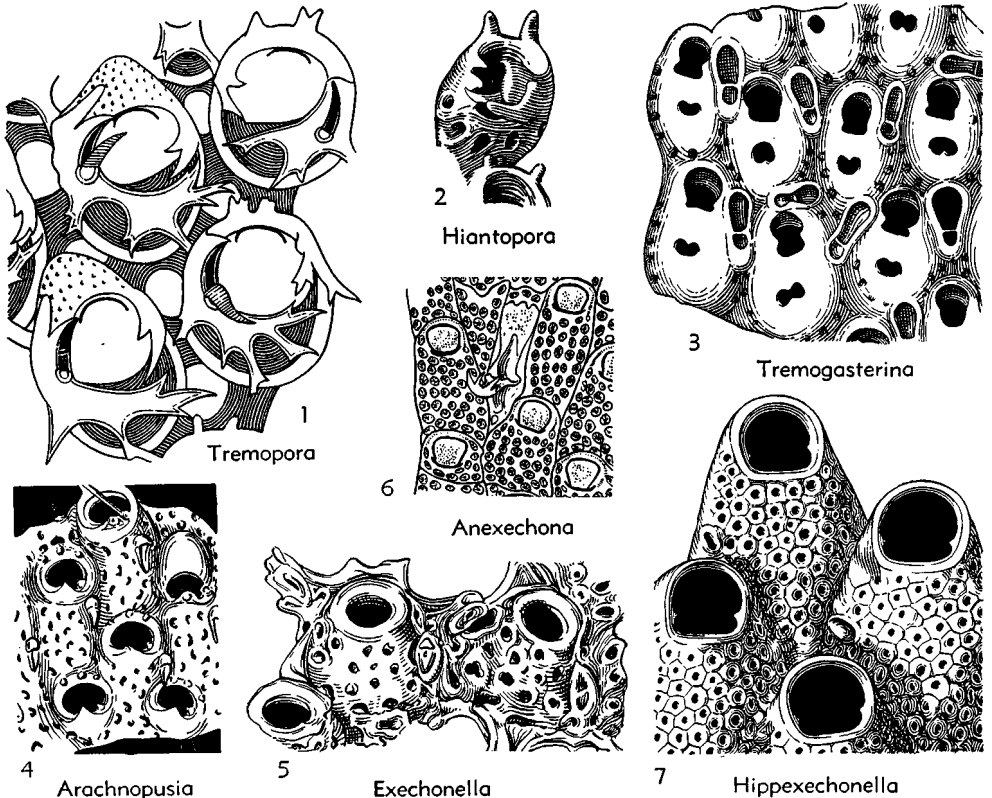 1
Tremopora
2
Hiantopora
3
Tremogasterina
6
Anexechona
4
Arachnopusia
5
Exechonella
7
Hippexechonella